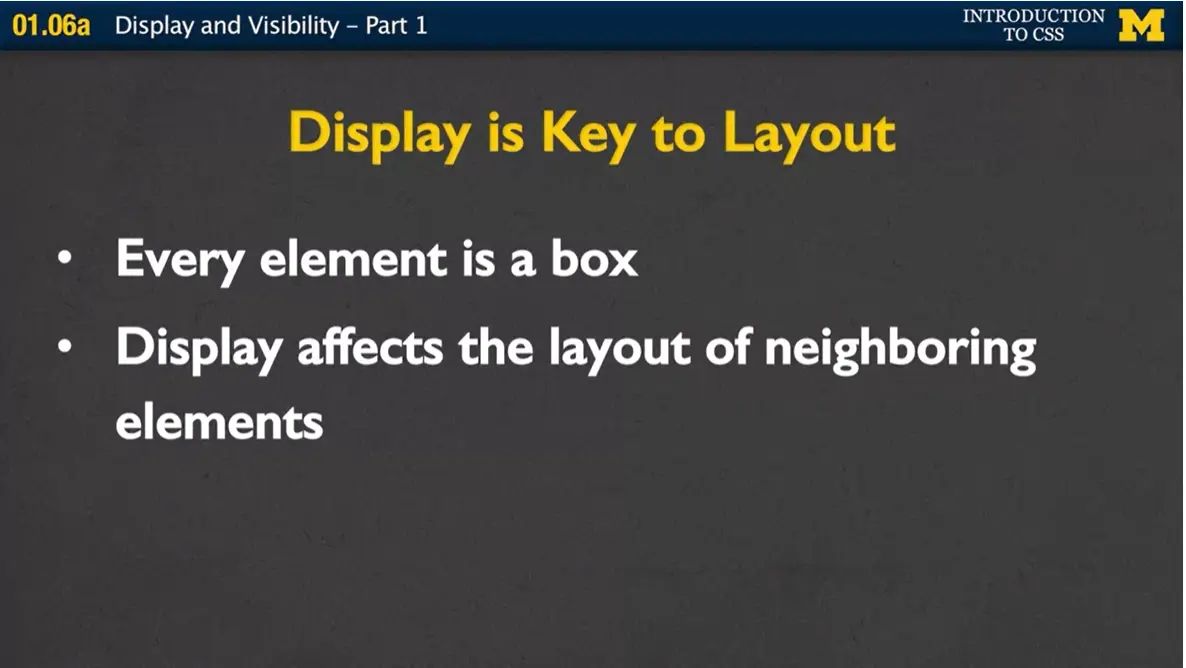 01.06a Display and Visibility – Part 1
INTRODUCTION
TO CSS
M
Display is Key to Layout
• Every element is a box
• Display affects the layout of neighboring
elements